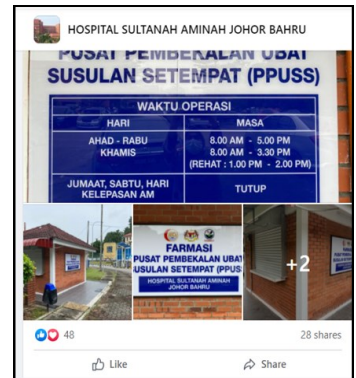 HOSPITAL SULTANAH AMINAH JOHOR BAHRU
PUSAT PEMBEKALAN UBAT
SUSULAN SETEMPAT (PPUSS)
WAKTU OPERASI
HARI MASA
AHAD - RABU 8.00 AM - 5.00 PM
KHAMIS 8.00 AM - 3.30 PM
(REHAT : 1.00 PM - 2.00 PM)
JUMAAT, SABTU, HARI
KELEPASAN AM
TUTUP
FARMASI
PUSAT PEMBEKALAN UBAT
SUSULAN SETEMPAT (PPUS
HOSPITAL SULTANAH AMINAH
JOHOR BAHRU
+2
48 28 shares
Like Share